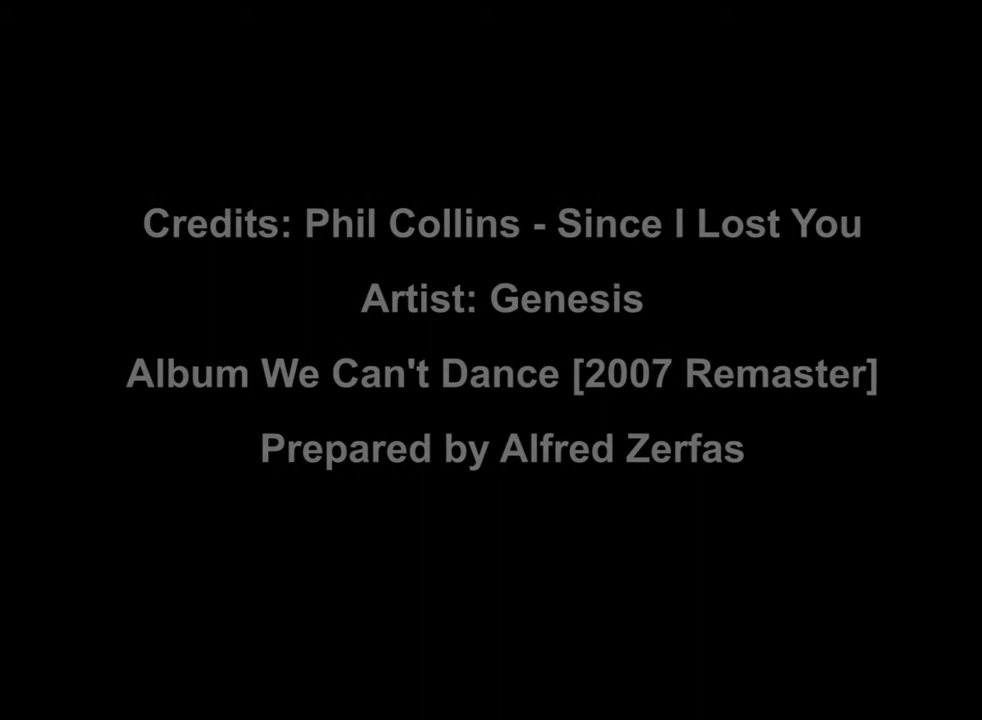 Credits: Phil Collins - Since I Lost You
Artist: Genesis
Album We Can't Dance [2007 Remaster]
Prepared by Alfred Zerfas